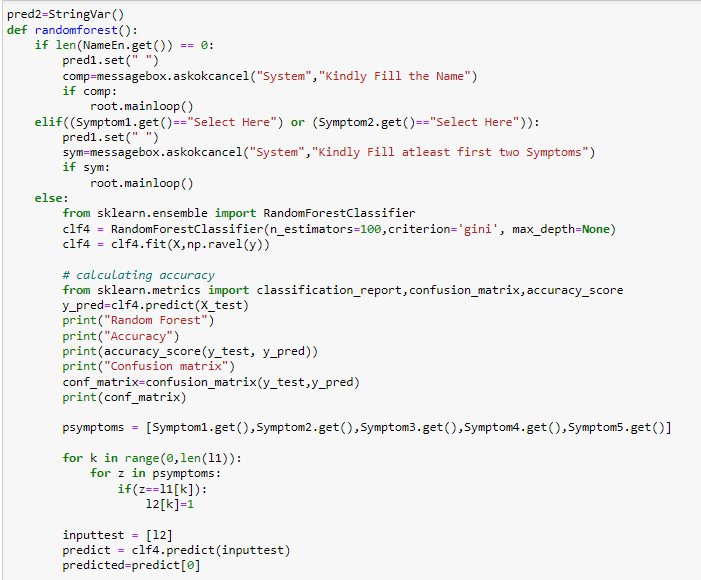 pred2=StringVar()
def randomforest():
    if len(NameEn.get()) == 0:
        pred1.set(" ")
        comp=messagebox.askokcancel("System","Kindly Fill the Name")
        if comp:
            root.mainloop()
    elif((Symptom1.get()=="Select Here") or (Symptom2.get()=="Select Here")):
        pred1.set(" ")
        sym=messagebox.askokcancel("System","Kindly Fill atleast first two Symptoms")
        if sym:
            root.mainloop()
    else:
        from sklearn.ensemble import RandomForestClassifier
        clf4 = RandomForestClassifier(n_estimators=100,criterion='gini', max_depth=None)
        clf4 = clf4.fit(X,np.ravel(y))

        # calculating accuracy
        from sklearn.metrics import classification_report,confusion_matrix,accuracy_score
        y_pred=clf4.predict(X_test)
        print("Random Forest")
        print("Accuracy")
        print(accuracy_score(y_test, y_pred))
        print("Confusion matrix")
        conf_matrix=confusion_matrix(y_test,y_pred)
        print(conf_matrix)

        psymptoms = [Symptom1.get(),Symptom2.get(),Symptom3.get(),Symptom4.get(),Symptom5.get()]

        for k in range(0,len(l1)):
            for z in psymptoms:
                if(z==l1[k]):
                    l2[k]=1

        inputtest = [l2]
        predict = clf4.predict(inputtest)
        predicted=predict[0]